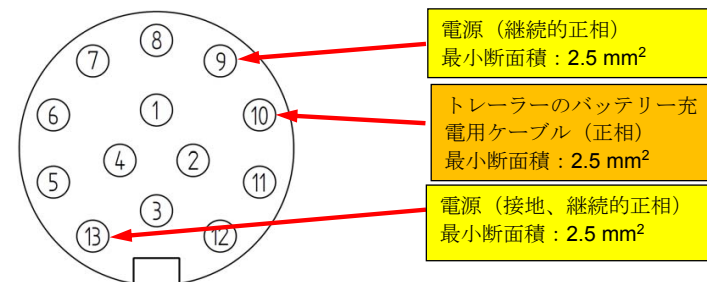 電源（継続的正相）
最小断面積：2.5 mm²
トレーラーのバッテリー充
電用ケーブル（正相）
最小断面積：2.5 mm²
電源（接地、継続的正相）
最小断面積：2.5 mm²
8
7
9
6
1
10
4
2
5
11
3
13
12